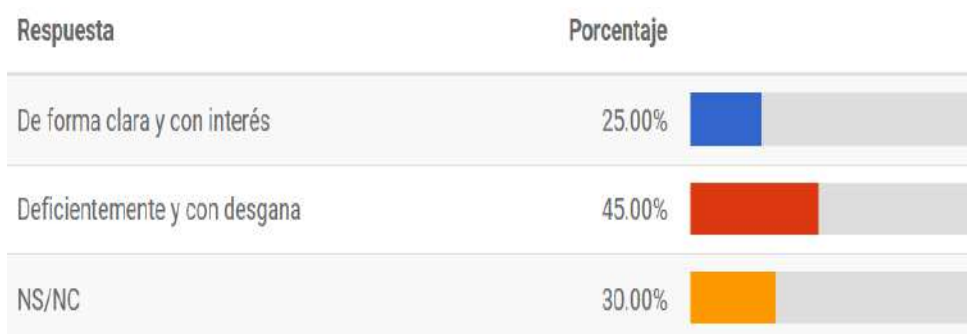 Respuesta Porcentaje
De forma clara y con interés 25.00%
Deficientemente y con desgana 45.00%
NS/NC 30.00%